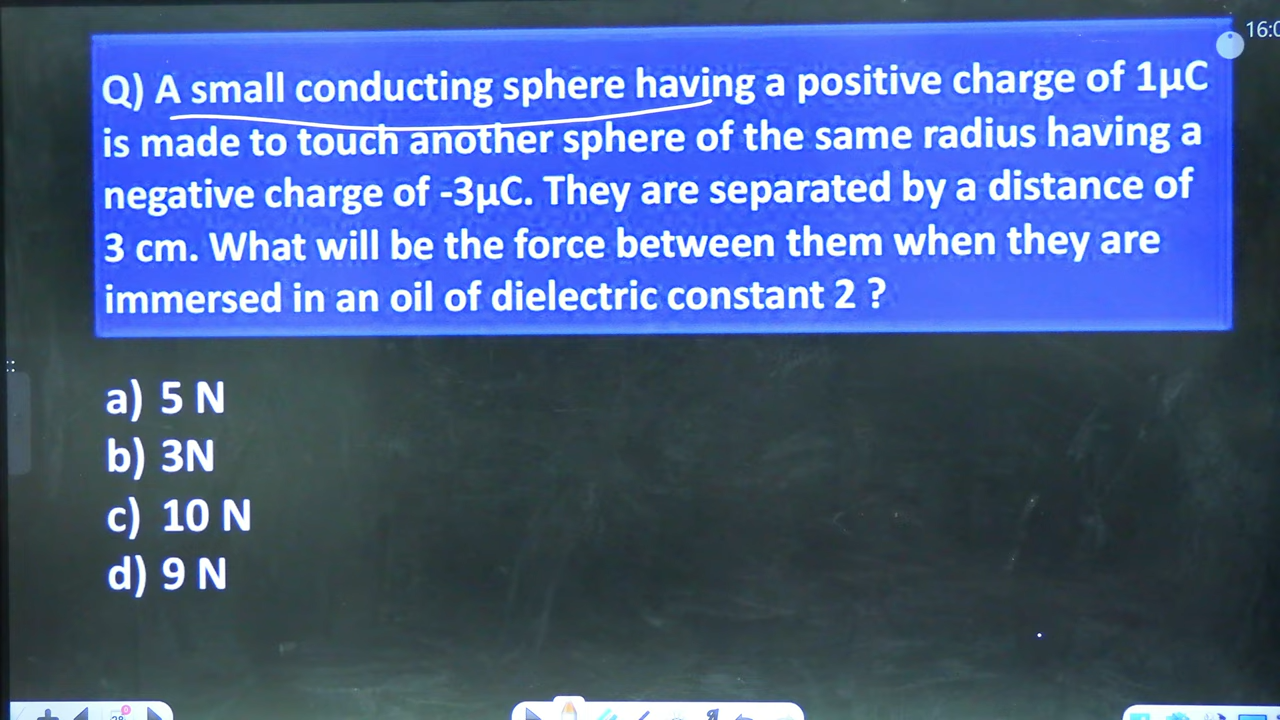 16:0
Q) A small conducting sphere having a positive charge of 1µC
is made to touch another sphere of the same radius having a
negative charge of -3µC. They are separated by a distance of
3 cm. What will be the force between them when they are
immersed in an oil of dielectric constant 2 ?
a) 5 N
b) 3N
c) 10 N
d) 9 N